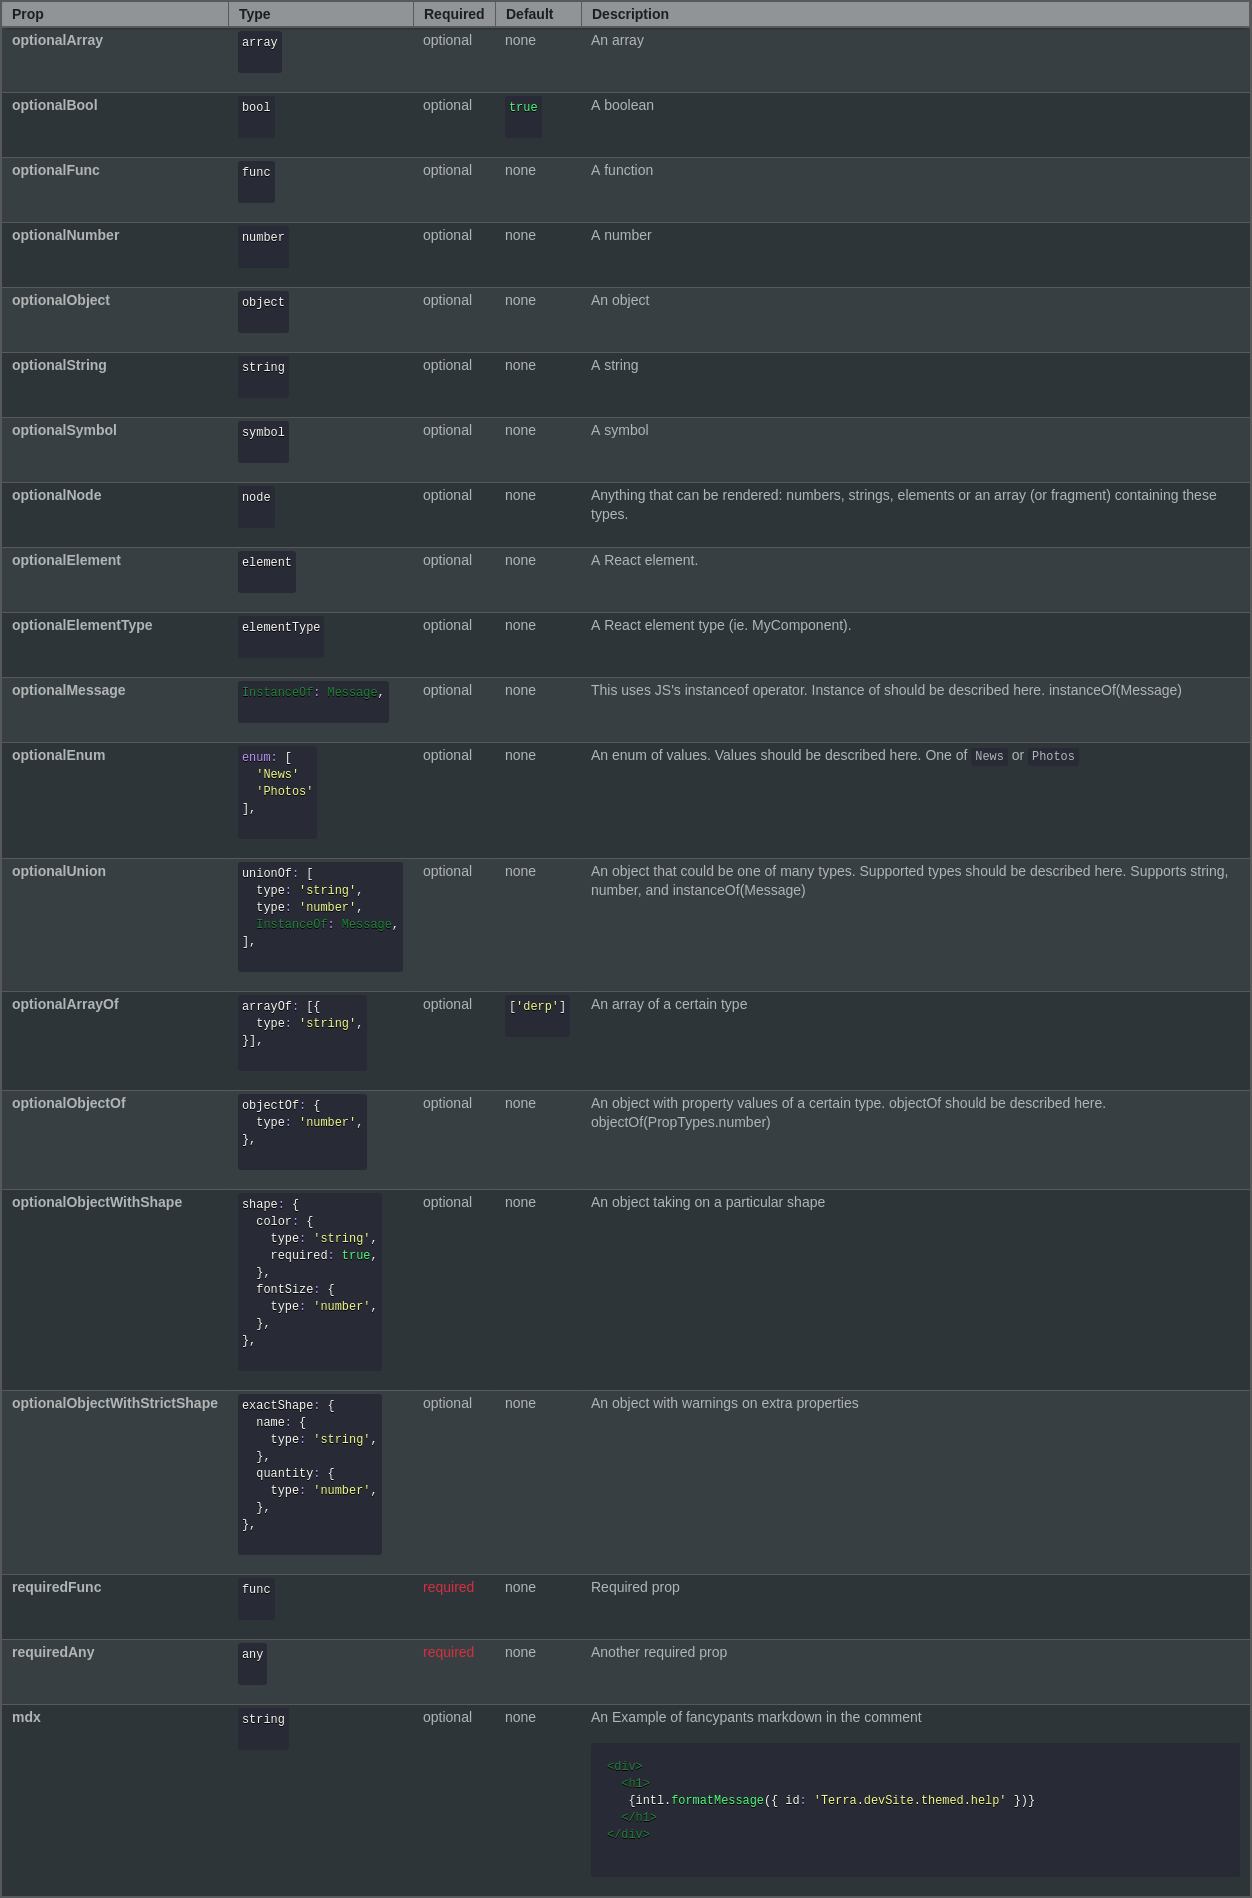 Prop Type Required Default Description
optionalArray array optional none An array
optionalBool bool optional true A boolean
optionalFunc func optional none A function
optionalNumber number optional none A number
optionalObject object optional none An object
optionalString string optional none A string
optionalSymbol symbol optional none A symbol
optionalNode node optional none Anything that can be rendered: numbers, strings, elements or an array (or fragment) containing these
types.
optionalElement element optional none A React element.
optionalElementType elementType optional none A React element type (ie. MyComponent).
optionalMessage InstanceOf: Message, optional none This uses JS's instanceof operator. Instance of should be described here. instanceOf(Message)
optionalEnum enum: [ optional none An enum of values. Values should be described here. One of News or Photos
'News'
'Photos'
],
optionalUnion unionOf: [ optional none An object that could be one of many types. Supported types should be described here. Supports string,
type: 'string', number, and instanceOf(Message)
type: 'number',
InstanceOf: Message,
],
optionalArrayOf arrayOf: [{ optional ['derp'] An array of a certain type
type: 'string',
}],
optionalObjectOf objectOf: { optional none An object with property values of a certain type. objectOf should be described here.
type: 'number', objectOf(PropTypes.number)
},
optionalObjectWithShape shape: { optional none An object taking on a particular shape
color: {
type: 'string',
required: true,
},
fontSize: {
type: 'number',
},
},
optionalObjectWithStrictShape exactShape: { optional none An object with warnings on extra properties
name: {
type: 'string',
},
quantity: {
type: 'number',
},
},
requiredFunc func required none Required prop
requiredAny any required none Another required prop
mdx string optional none An Example of fancypants markdown in the comment
<div>
<h1>
{intl.formatMessage({ id: 'Terra.devSite.themed.help' })}
</h1>
</div>